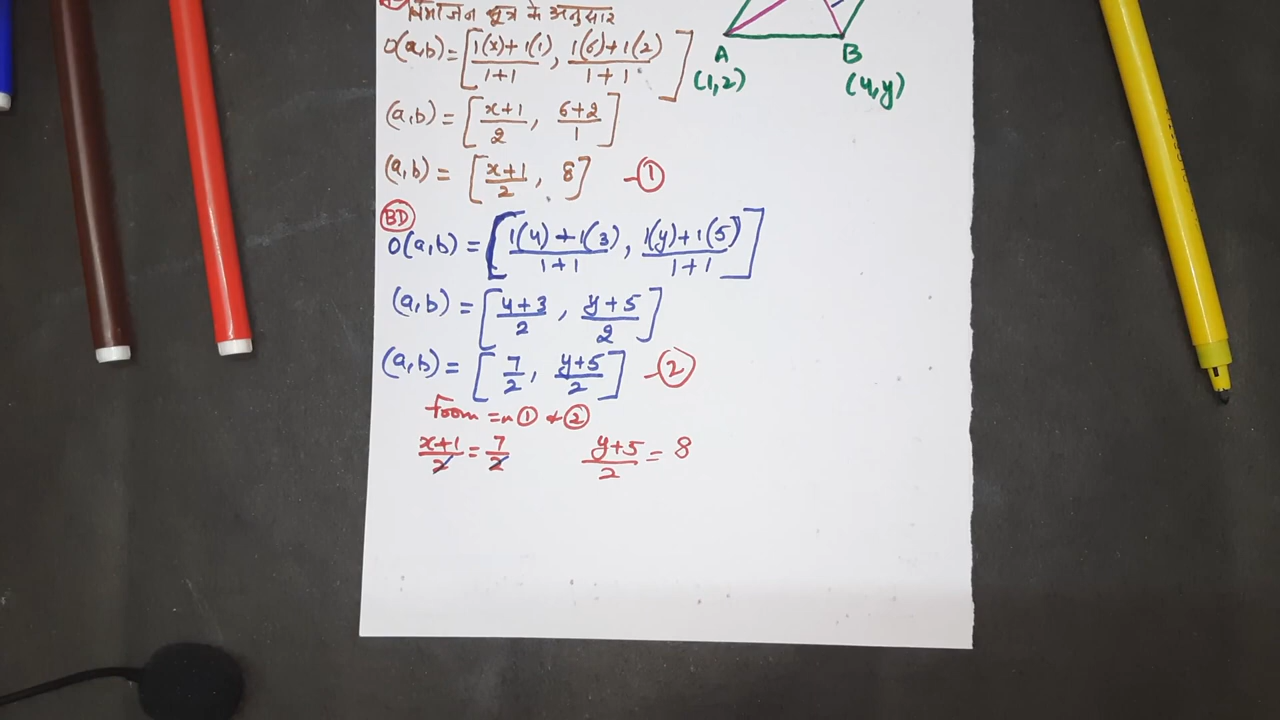 विभाजन सूत्र के अनुसार
O(a,b) = [1(x)+1(1)/1+1, 1(6)+1(2)/1+1]
A
B
(1,2)
(4,y)
(a,b) = [x+1/2, 6+2/1]
(a,b) = [x+1/2, 8] -①
BD
O(a,b) = [1(4)+1(3)/1+1, 1(y)+1(5)/1+1]
(a,b) = [4+3/2, y+5/2]
(a,b) = [7/2, y+5/2] -②
from =n ① & ②
x+1/2 = 7/2
y+5/2 = 8